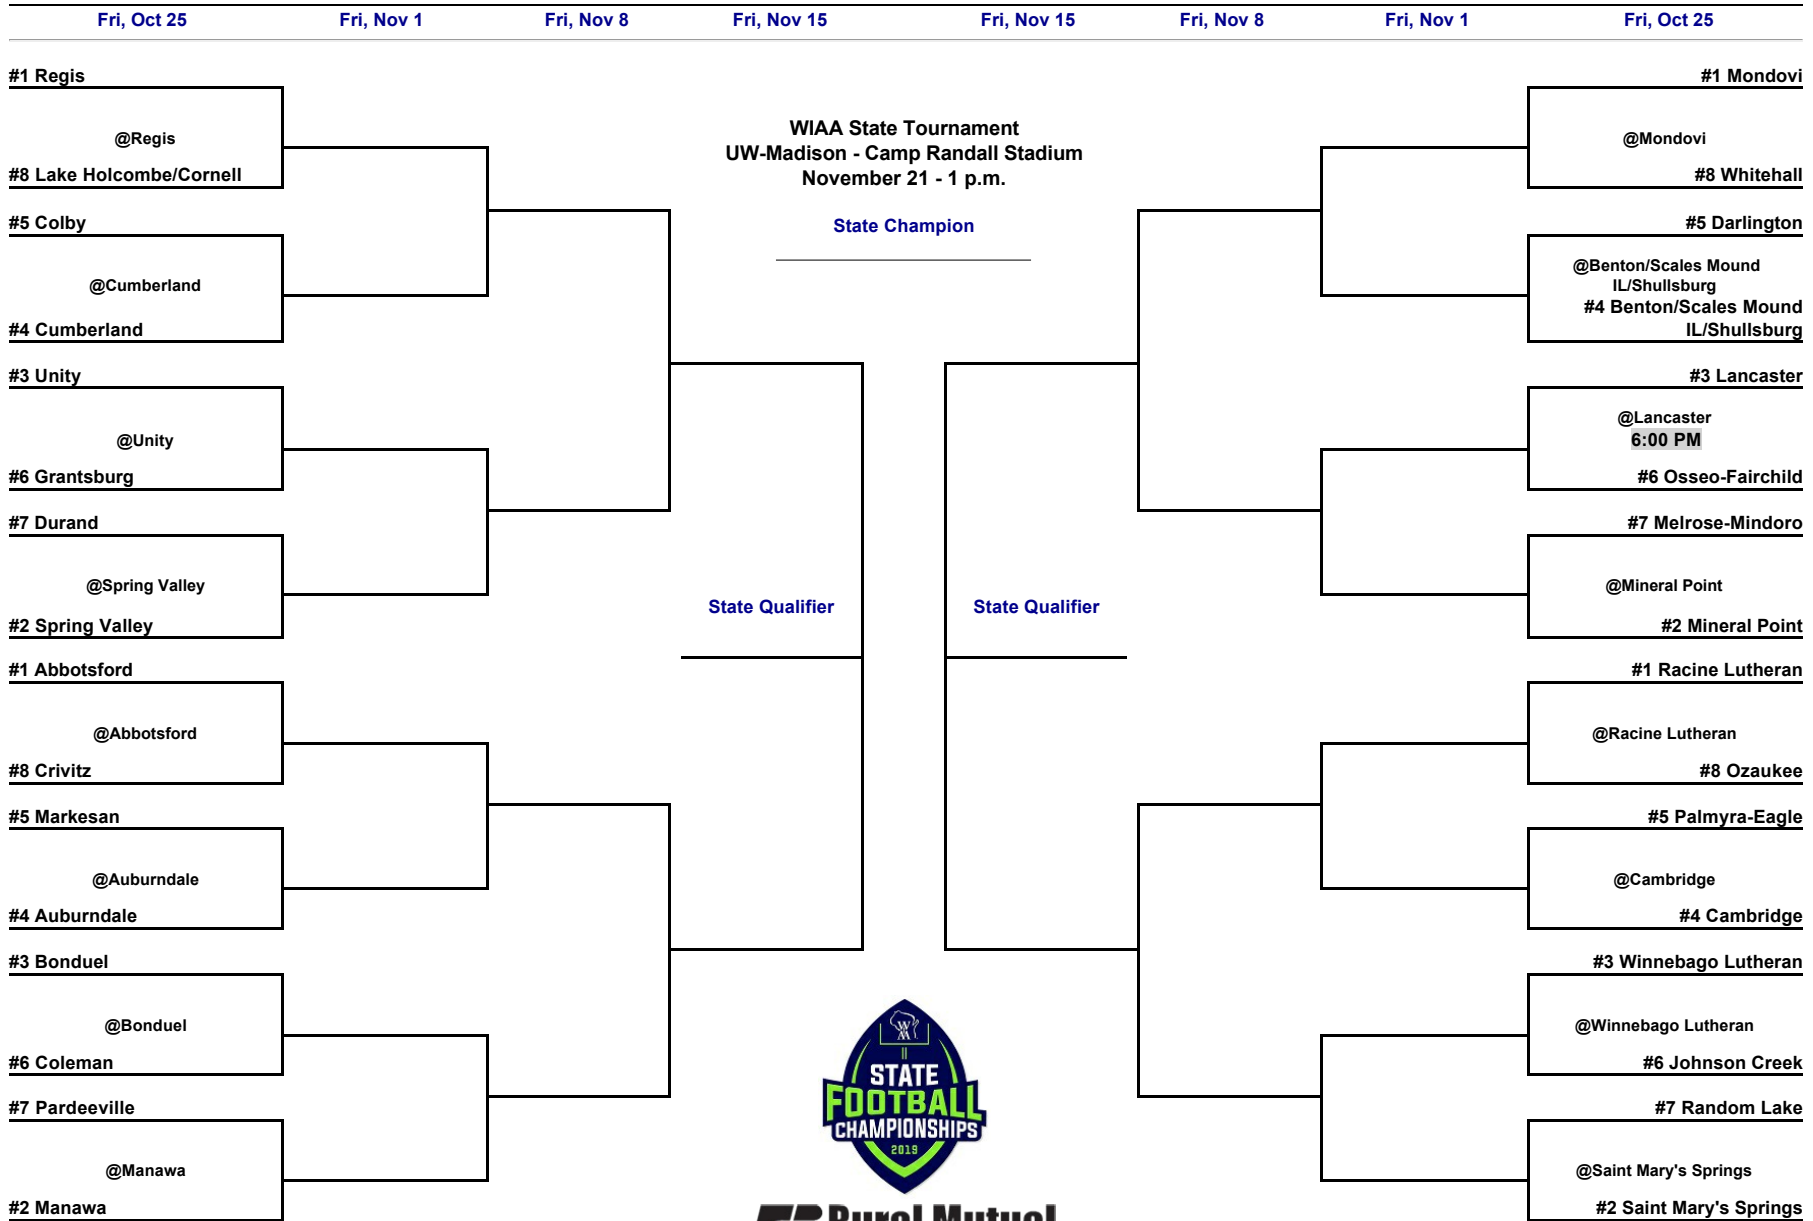 Fri, Oct 25 Fri, Nov 1 Fri, Nov 8 Fri, Nov 15 Fri, Nov 15 Fri, Nov 8 Fri, Nov 1 Fri, Oct 25
#1 Regis
@Regis
#8 Lake Holcombe/Cornell
#5 Colby
@Cumberland
#4 Cumberland
#3 Unity
@Unity
#6 Grantsburg
#7 Durand
@Spring Valley
#2 Spring Valley
#1 Abbotsford
@Abbotsford
#8 Crivitz
#5 Markesan
@Auburndale
#4 Auburndale
#3 Bonduel
@Bonduel
#6 Coleman
#7 Pardeeville
@Manawa
#2 Manawa
WIAA State Tournament
UW-Madison - Camp Randall Stadium
November 21 - 1 p.m.
State Champion
State Qualifier
State Qualifier
WIAA
STATE
FOOTBALL
CHAMPIONSHIPS
2019
Rural Mutual
#1 Mondovi
@Mondovi
#8 Whitehall
#5 Darlington
@Benton/Scales Mound
IL/Shullsburg
#4 Benton/Scales Mound
IL/Shullsburg
#3 Lancaster
@Lancaster
6:00 PM
#6 Osseo-Fairchild
#7 Melrose-Mindoro
@Mineral Point
#2 Mineral Point
#1 Racine Lutheran
@Racine Lutheran
#8 Ozaukee
#5 Palmyra-Eagle
@Cambridge
#4 Cambridge
#3 Winnebago Lutheran
@Winnebago Lutheran
#6 Johnson Creek
#7 Random Lake
@Saint Mary's Springs
#2 Saint Mary's Springs